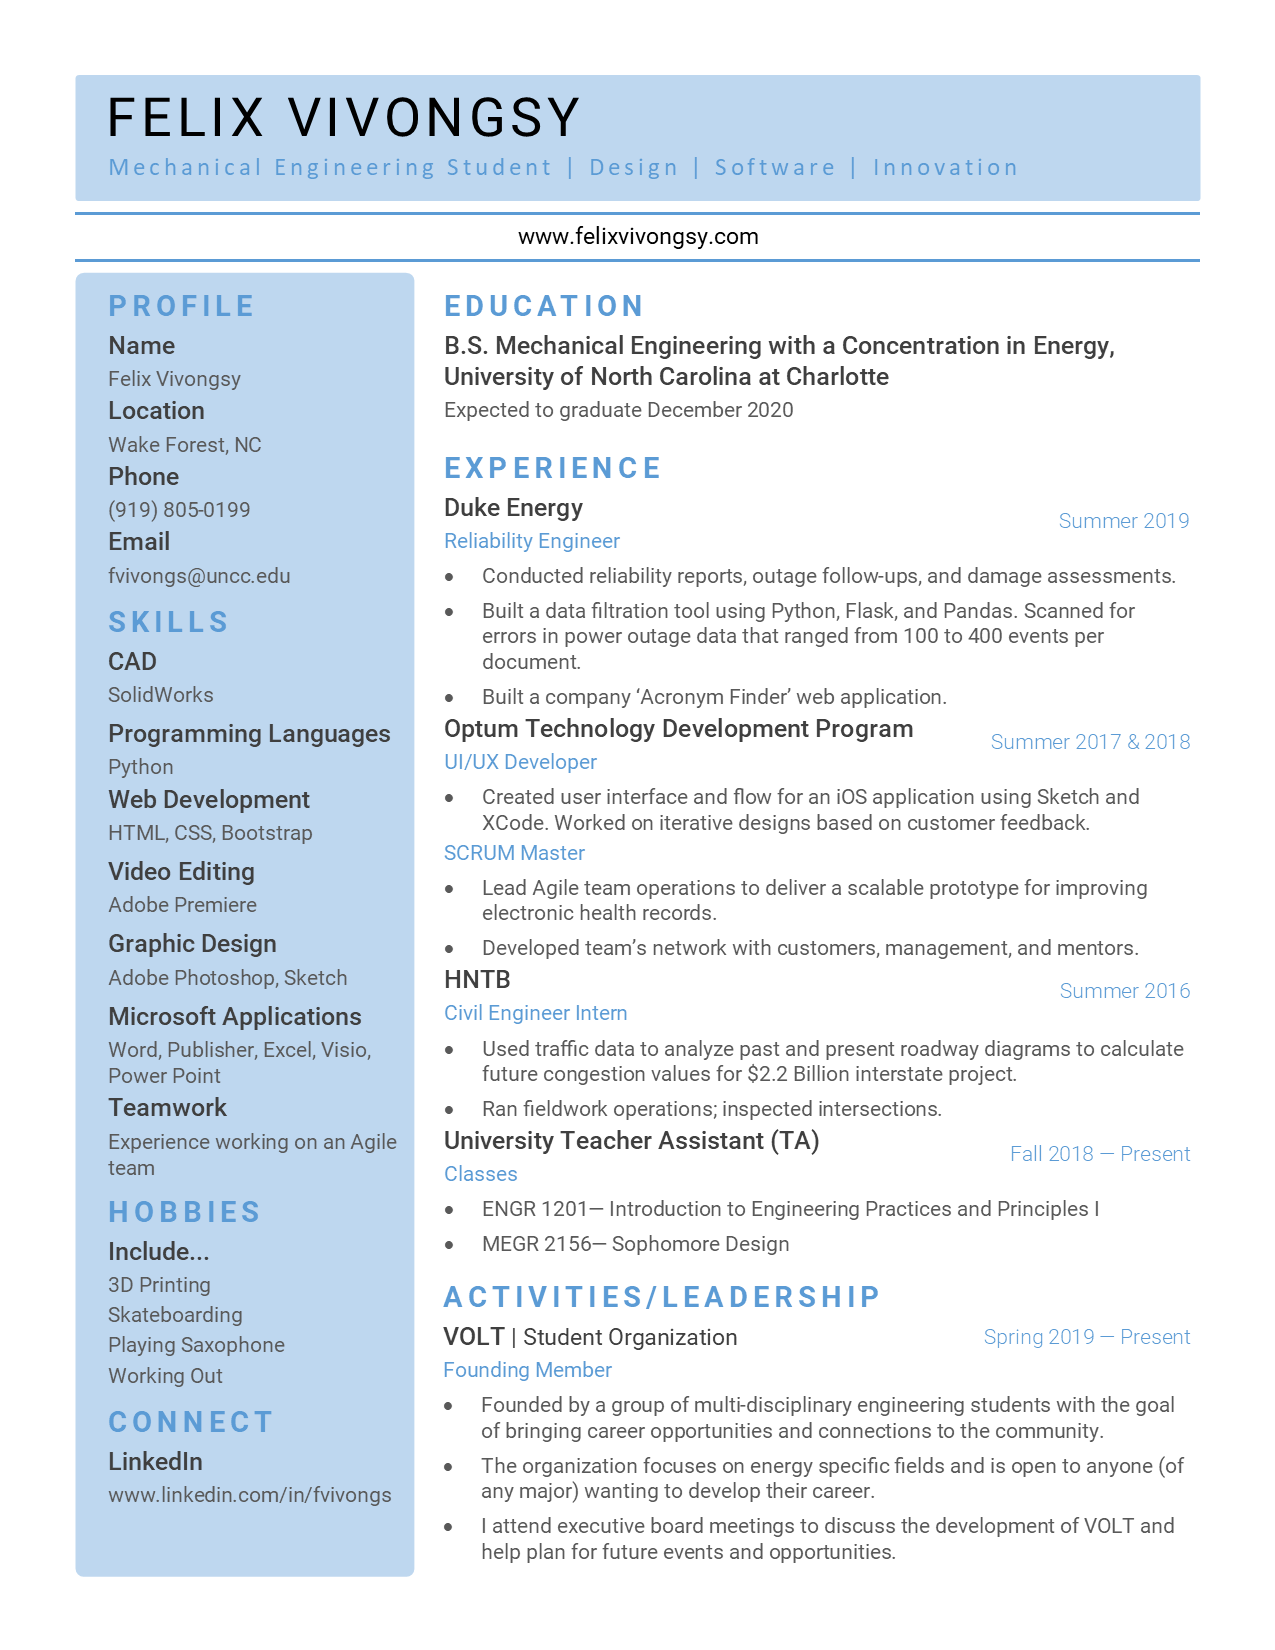 FELIX VIVONGSY
Mechanical Engineering Student | Design | Software | Innovation
www.felixvivongsy.com
PROFILE
Name
Felix Vivongsy
Location
Wake Forest, NC
Phone
(919) 805-0199
Email
fvivongs@uncc.edu
SKILLS
CAD
SolidWorks
Programming Languages
Python
Web Development
HTML, CSS, Bootstrap
Video Editing
Adobe Premiere
Graphic Design
Adobe Photoshop, Sketch
Microsoft Applications
Word, Publisher, Excel, Visio,
Power Point
Teamwork
Experience working on an Agile
team
HOBBIES
Include...
3D Printing
Skateboarding
Playing Saxophone
Working Out
CONNECT
LinkedIn
www.linkedin.com/in/fvivongs
EDUCATION
B.S. Mechanical Engineering with a Concentration in Energy,
University of North Carolina at Charlotte
Expected to graduate December 2020
EXPERIENCE
Duke Energy
Summer 2019
Reliability Engineer
• Conducted reliability reports, outage follow-ups, and damage assessments.
• Built a data filtration tool using Python, Flask, and Pandas. Scanned for
errors in power outage data that ranged from 100 to 400 events per
document.
• Built a company ‘Acronym Finder’ web application.
Optum Technology Development Program
Summer 2017 & 2018
UI/UX Developer
• Created user interface and flow for an iOS application using Sketch and
XCode. Worked on iterative designs based on customer feedback.
SCRUM Master
• Lead Agile team operations to deliver a scalable prototype for improving
electronic health records.
• Developed team’s network with customers, management, and mentors.
HNTB
Summer 2016
Civil Engineer Intern
• Used traffic data to analyze past and present roadway diagrams to calculate
future congestion values for $2.2 Billion interstate project.
• Ran fieldwork operations; inspected intersections.
University Teacher Assistant (TA)
Fall 2018 — Present
Classes
• ENGR 1201— Introduction to Engineering Practices and Principles I
• MEGR 2156— Sophomore Design
ACTIVITIES/LEADERSHIP
VOLT | Student Organization
Spring 2019 — Present
Founding Member
• Founded by a group of multi-disciplinary engineering students with the goal
of bringing career opportunities and connections to the community.
• The organization focuses on energy specific fields and is open to anyone (of
any major) wanting to develop their career.
• I attend executive board meetings to discuss the development of VOLT and
help plan for future events and opportunities.